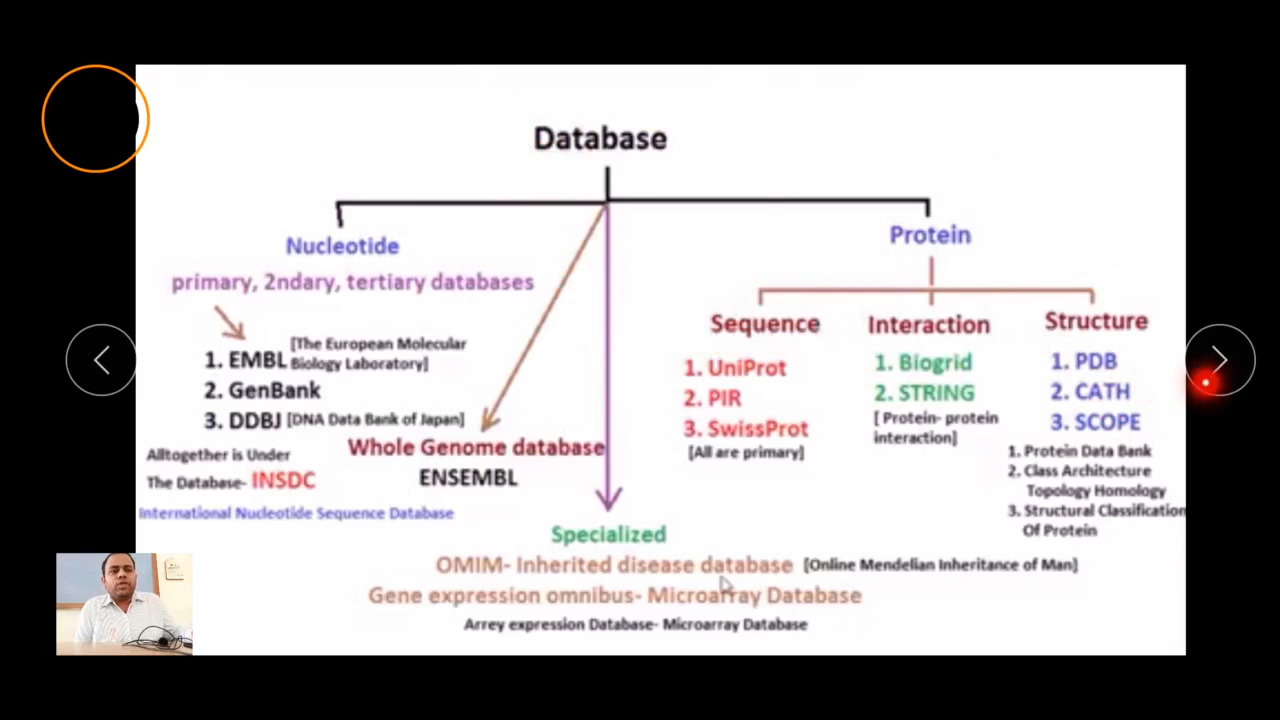 Database
Nucleotide
primary, 2ndary, tertiary databases
1. EMBL [The European Molecular
Biology Laboratory]
2. GenBank
3. DDBJ [DNA Data Bank of Japan]
Alltogether is Under
The Database- INSDC
International Nucleotide Sequence Database
Whole Genome database
ENSEMBL
Specialized
OMIM- Inherited disease database [Online Mendelian Inheritance of Man]
Gene expression omnibus- Microarray Database
Arrey expression Database- Microarray Database
Protein
Sequence
1. UniProt
2. PIR
3. SwissProt
[All are primary]
Interaction
1. Biogrid
2. STRING
[ Protein- protein
interaction]
Structure
1. PDB
2. CATH
3. SCOPE
1. Protein Data Bank
2. Class Architecture
Topology Homology
3. Structural Classification
Of Protein